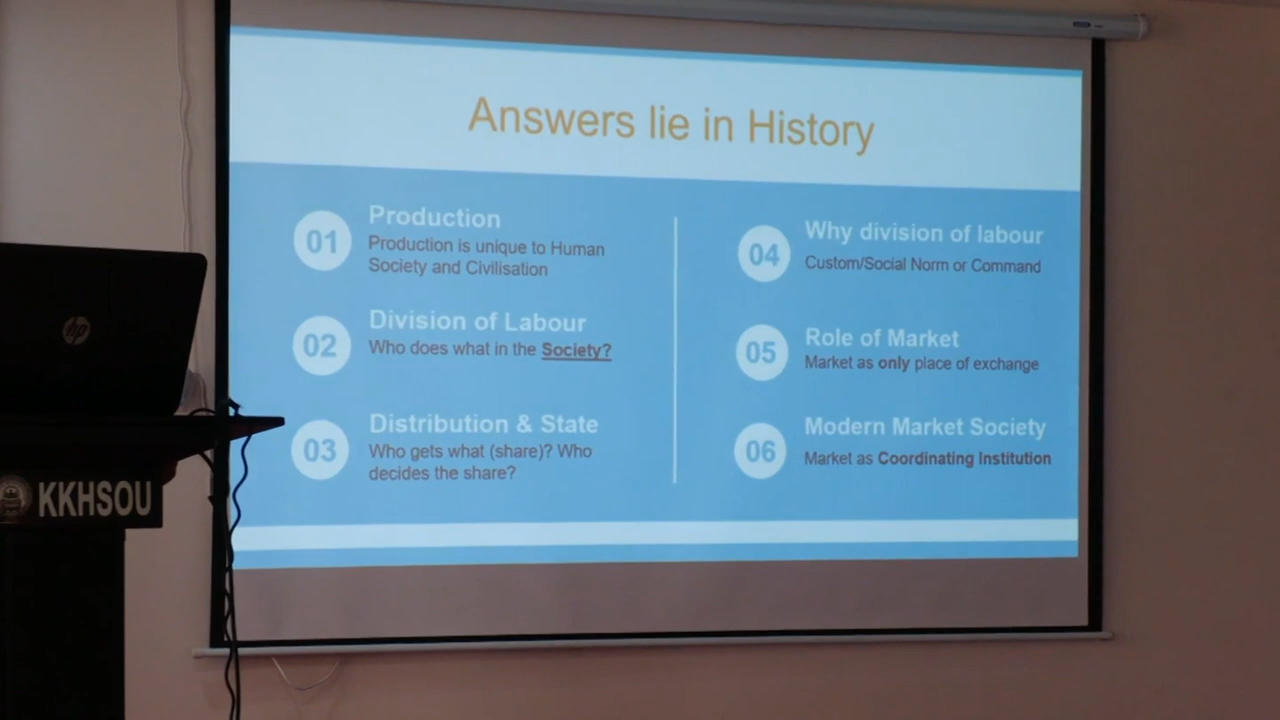 Answers lie in History
01
Production
Production is unique to Human
Society and Civilisation
02
Division of Labour
Who does what in the Society?
03
Distribution & State
Who gets what (share)? Who
decides the share?
04
Why division of labour
Custom/Social Norm or Command
05
Role of Market
Market as only place of exchange
06
Modern Market Society
Market as Coordinating Institution
hp
KKHSOU